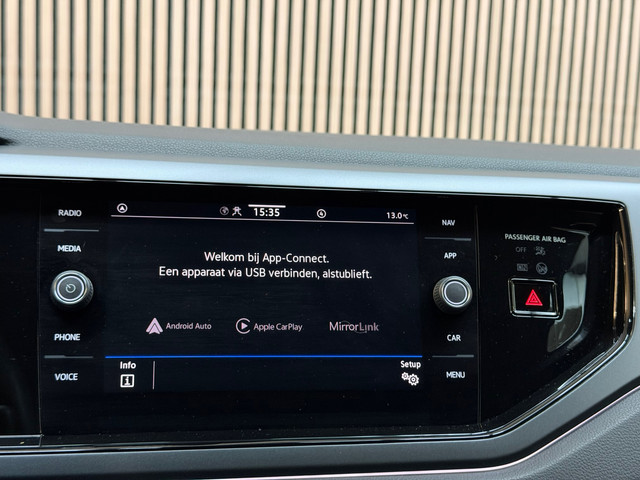 RADIO
MEDIA
PHONE
VOICE
15:35
13.0°C
Welkom bij App-Connect.
Een apparaat via USB verbinden, alstublieft.
Android Auto
Apple CarPlay
MirrorLink
Info
Setup
NAV
APP
CAR
MENU
PASSENGER AIR BAG
OFF